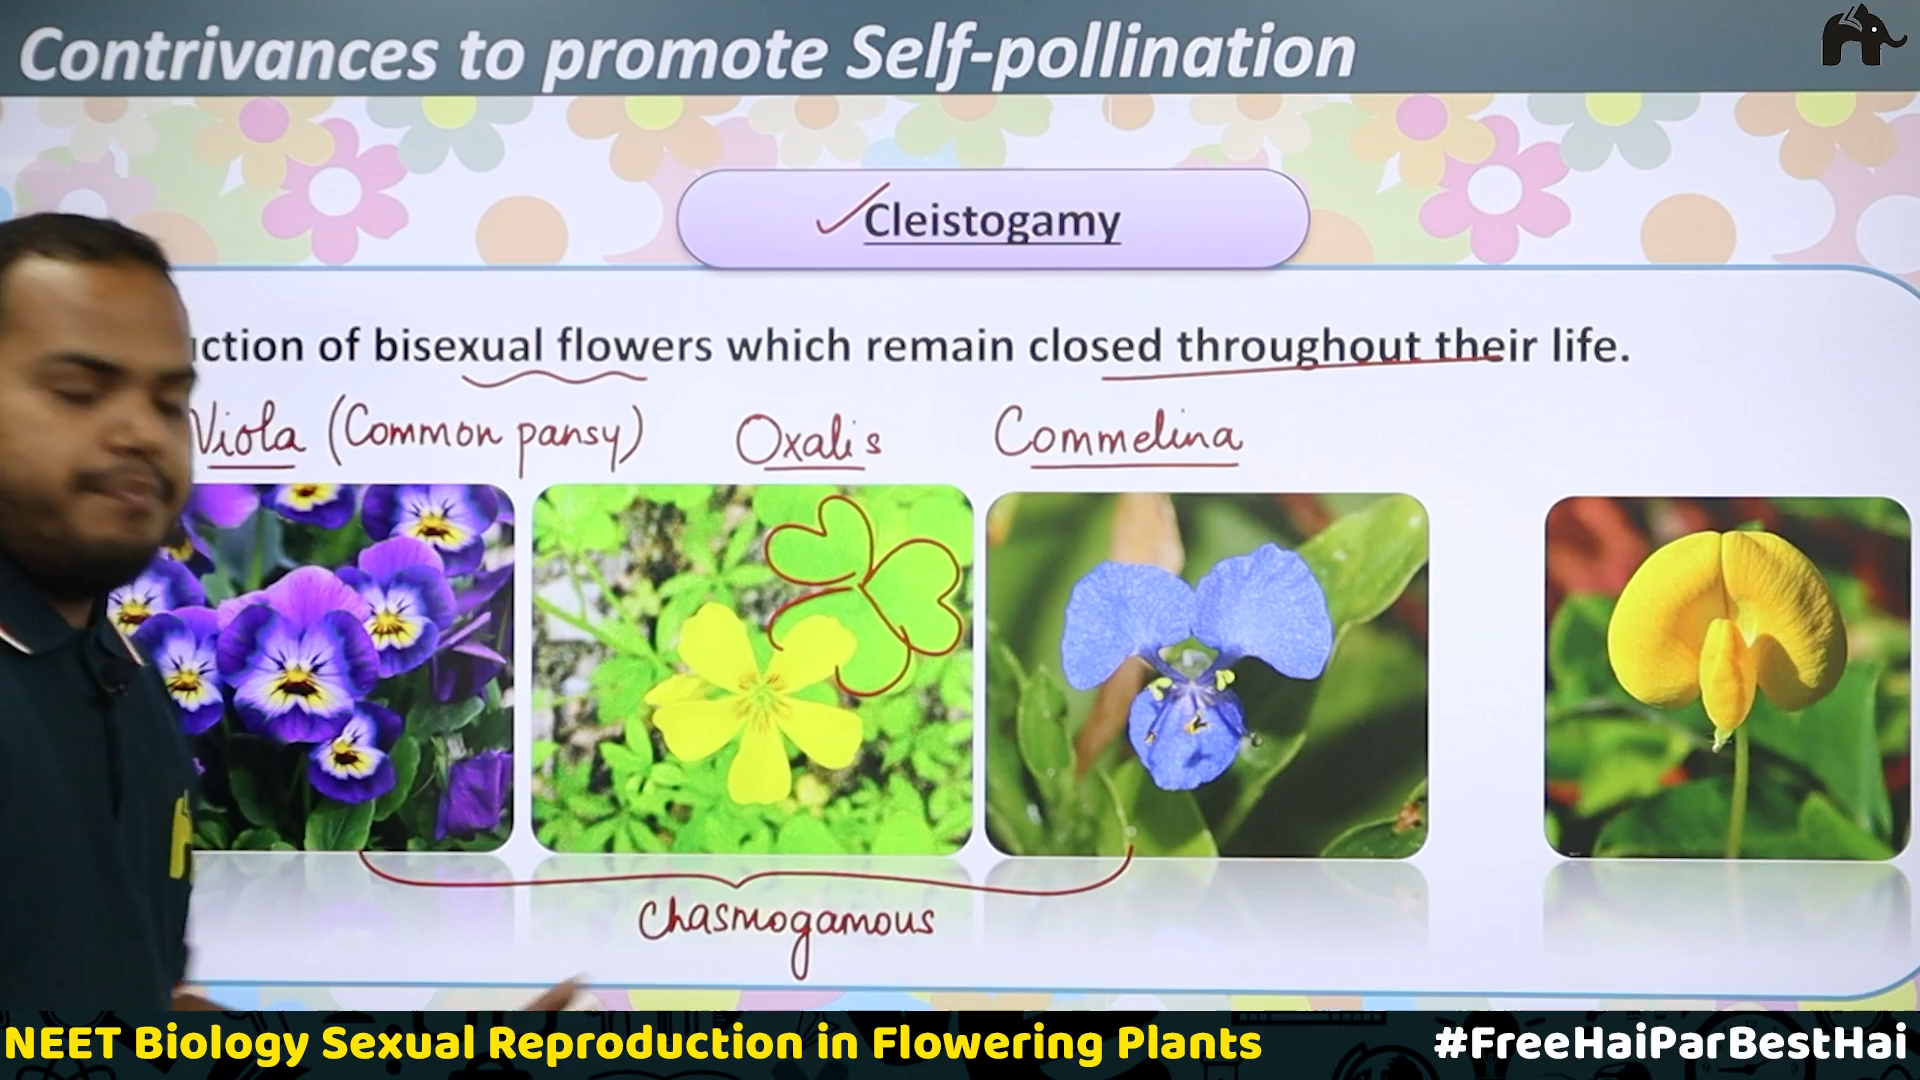 Contrivances to promote Self-pollination
Cleistogamy
ction of bisexual flowers which remain closed throughout their life.
Viola (Common pansy) Oxalis Commelina
Chasmogamous
NEET Biology Sexual Reproduction in Flowering Plants #FreeHaiParBestHai